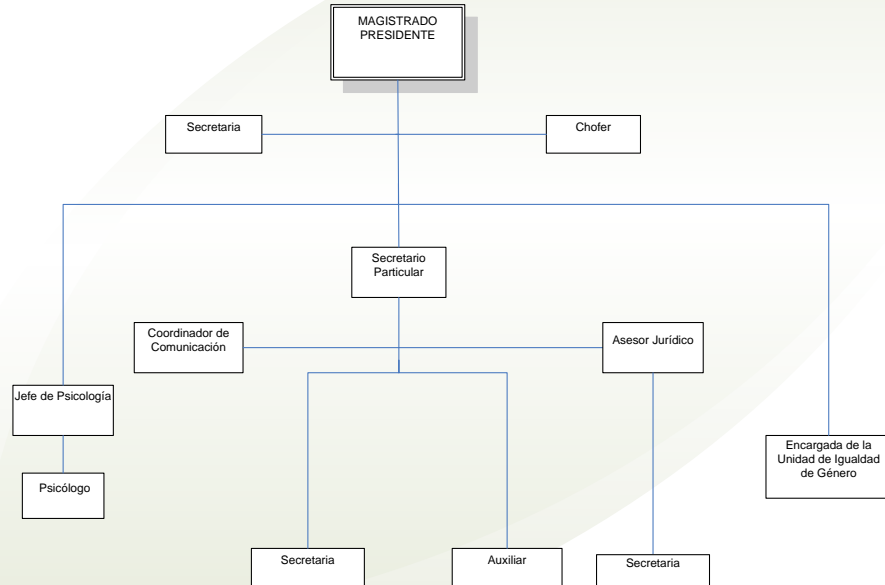 MAGISTRADO
PRESIDENTE
Secretaria
Chofer
Secretario
Particular
Coordinador de
Comunicación
Asesor Jurídico
Jefe de Psicología
Encargada de la
Unidad de Igualdad
de Género
Psicólogo
Secretaria
Auxiliar
Secretaria